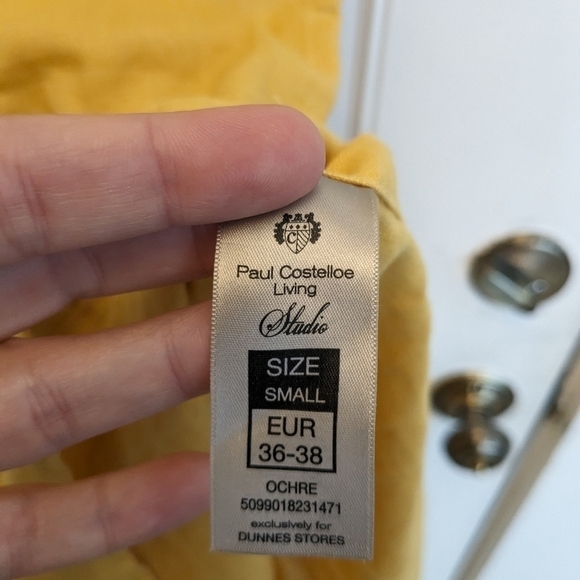 Paul Costelloe
Living
Studio
SIZE
SMALL
EUR
36-38
OCHRE
5099018231471
exclusively for
DUNNES STORES